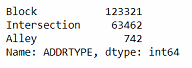 Block           123321
Intersection     63462
Alley              742
Name: ADDRTYPE, dtype: int64